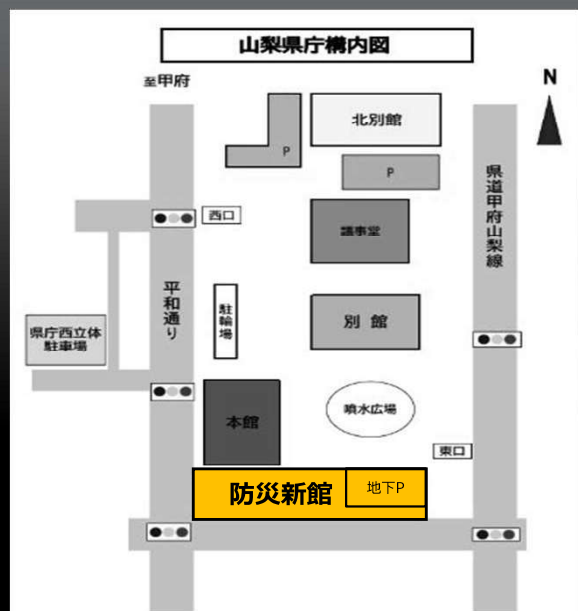 山梨県庁構内図
至甲府
N
北別館
P
P
県道甲府山梨線
西口
議事堂
平和通り
駐輪場
別館
県庁西立体
駐車場
噴水広場
本館
東口
防災新館
地下P